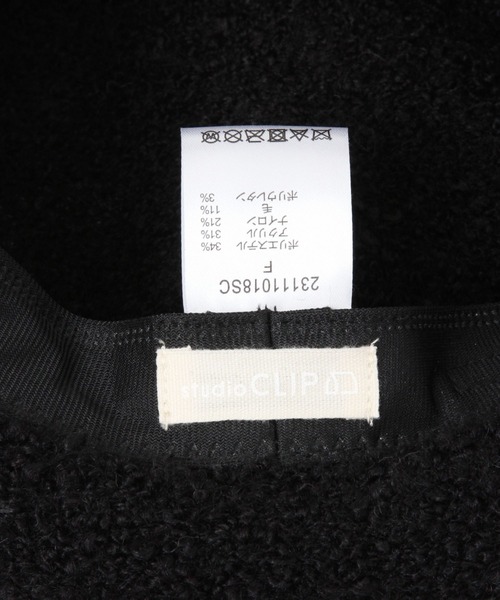 23111018SC
F
ポリエステル 34%
アクリル 31%
ナイロン 21%
毛 11%
ポリウレタン 3%
studio CLIP